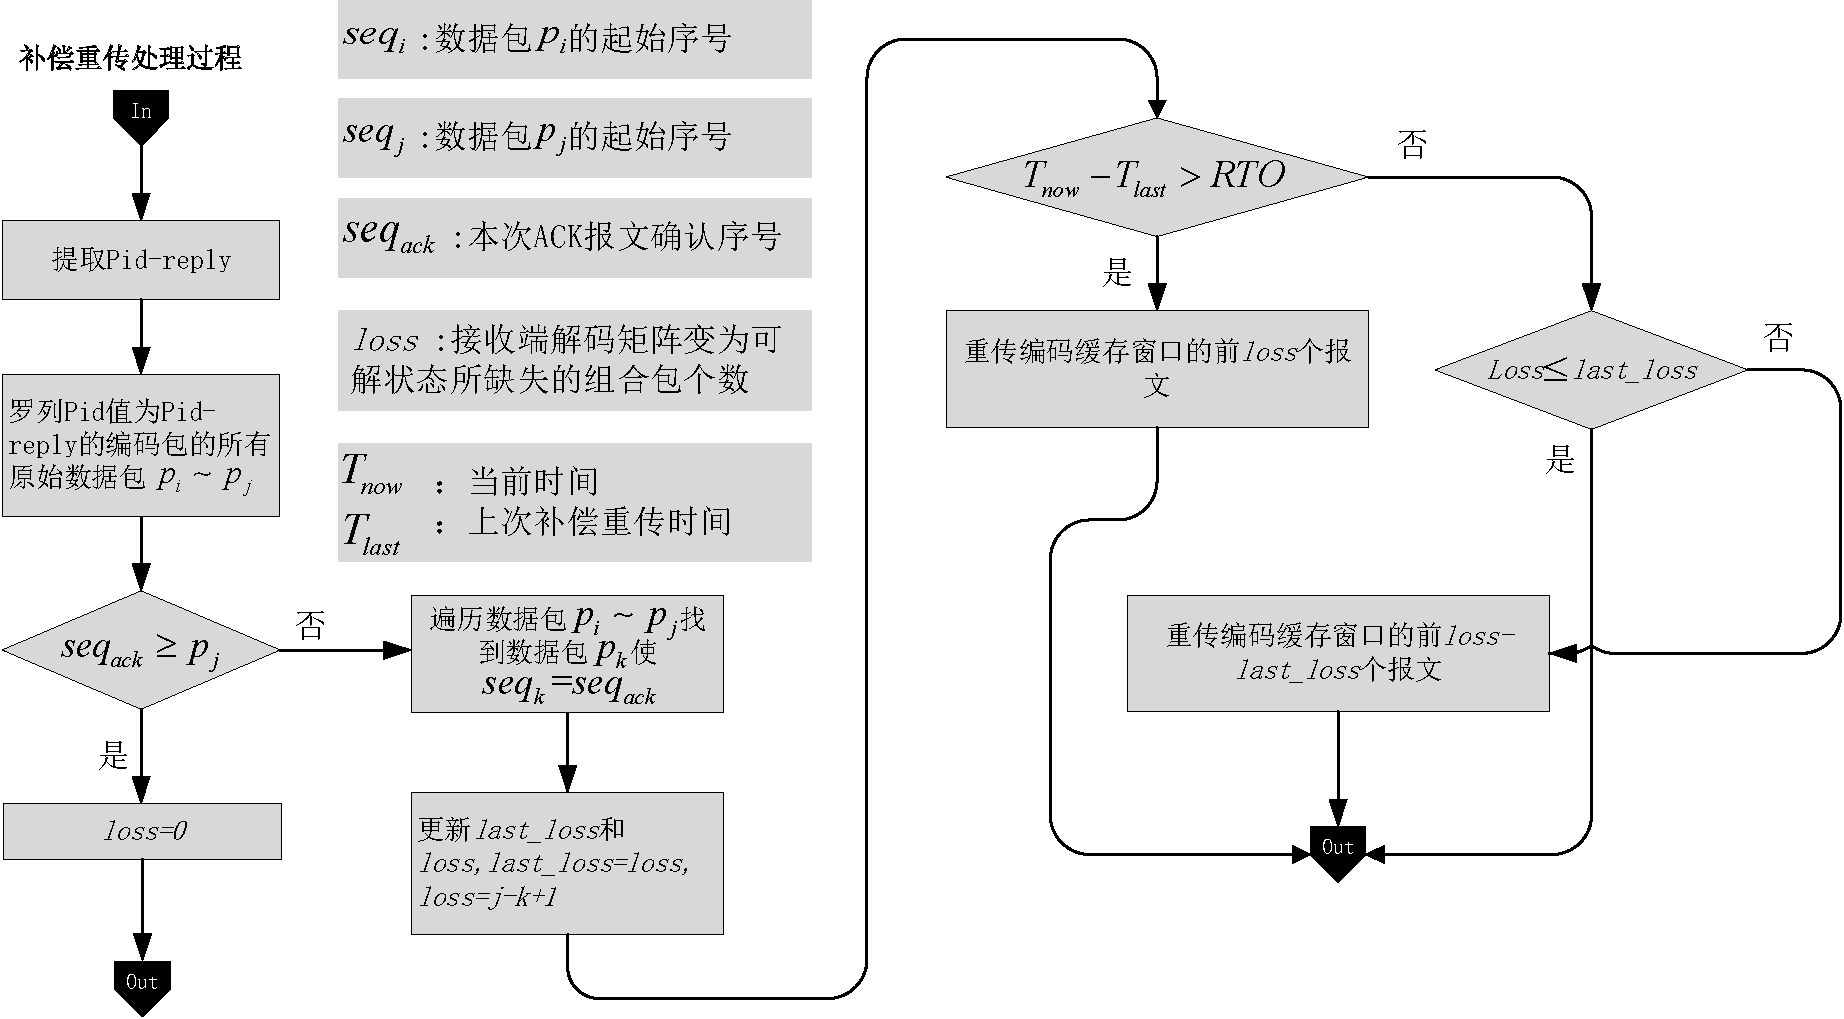 补偿重传处理过程
In
提取Pid-reply
罗列Pid值为Pid-
reply的编码包的所有
原始数据包 p_i ~ p_j
seq_ack ≥ p_j
否
是
loss=0
Out
seq_i :数据包p_i的起始序号
seq_j :数据包p_j的起始序号
seq_ack :本次ACK报文确认序号
loss :接收端解码矩阵变为可
解状态所缺失的组合包个数
T_now : 当前时间
T_last : 上次补偿重传时间
遍历数据包p_i ~ p_j找
到数据包p_k使
seq_k=seq_ack
更新last_loss和
loss,last_loss=loss,
loss=j-k+1
T_now −T_last > RTO
否
是
重传编码缓存窗口的前loss个报
文
Loss≤last_loss
否
是
重传编码缓存窗口的前loss-
last_loss个报文
Out